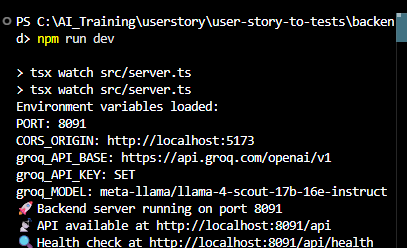 PS C:\AI_Training\userstory\user-story-to-tests\backen
d> npm run dev
> tsx watch src/server.ts
> tsx watch src/server.ts
Environment variables loaded:
PORT: 8091
CORS_ORIGIN: http://localhost:5173
groq_API_BASE: https://api.groq.com/openai/v1
groq_API_KEY: SET
groq_MODEL: meta-llama/llama-4-scout-17b-16e-instruct
🚀 Backend server running on port 8091
📡 API available at http://localhost:8091/api
🔍 Health check at http://localhost:8091/api/health